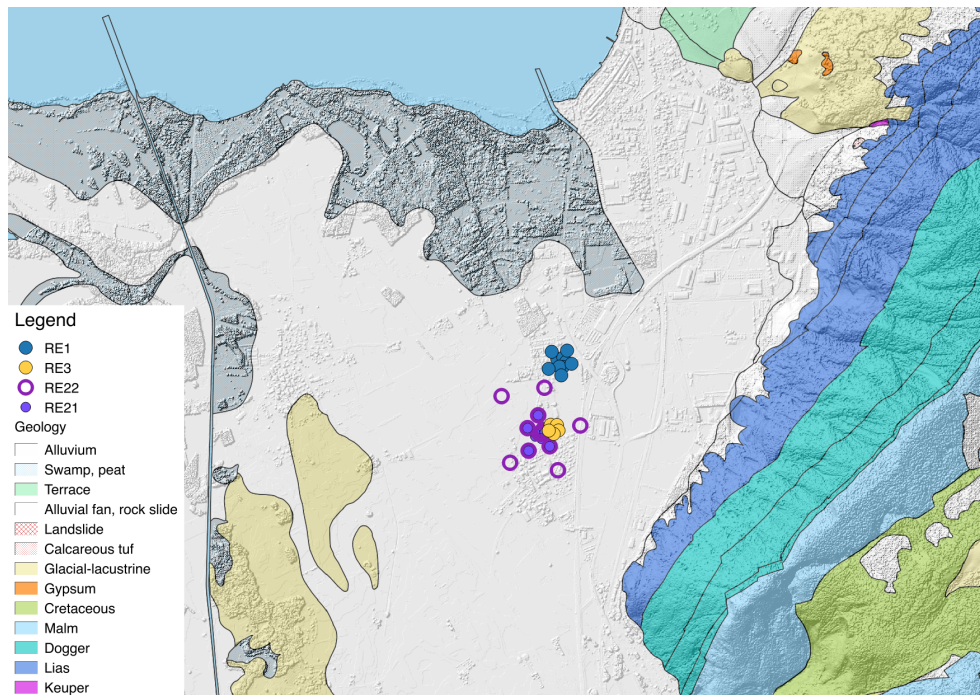 Legend
RE1
RE3
RE22
RE21
Geology
Alluvium
Swamp, peat
Terrace
Alluvial fan, rock slide
Landslide
Calcareous tuf
Glacial-lacustrine
Gypsum
Cretaceous
Malm
Dogger
Lias
Keuper